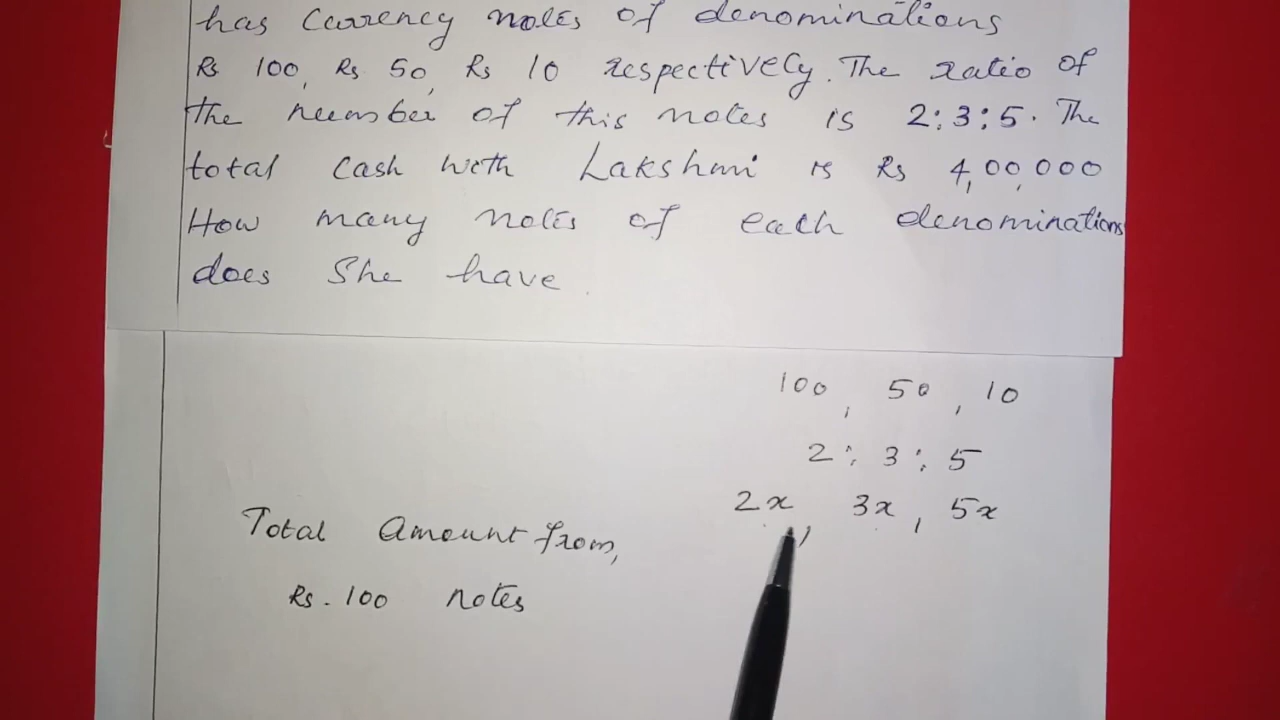 has Currency notes of denominations
Rs 100, Rs 50, Rs 10 respectively. The ratio of
the number of this notes is 2:3:5. The
total cash with Lakshmi is Rs 4,00,000
How many notes of each denominations
does She have.
100, 50, 10
2:3:5
2x, 3x, 5x
Total Amount from,
Rs. 100 notes